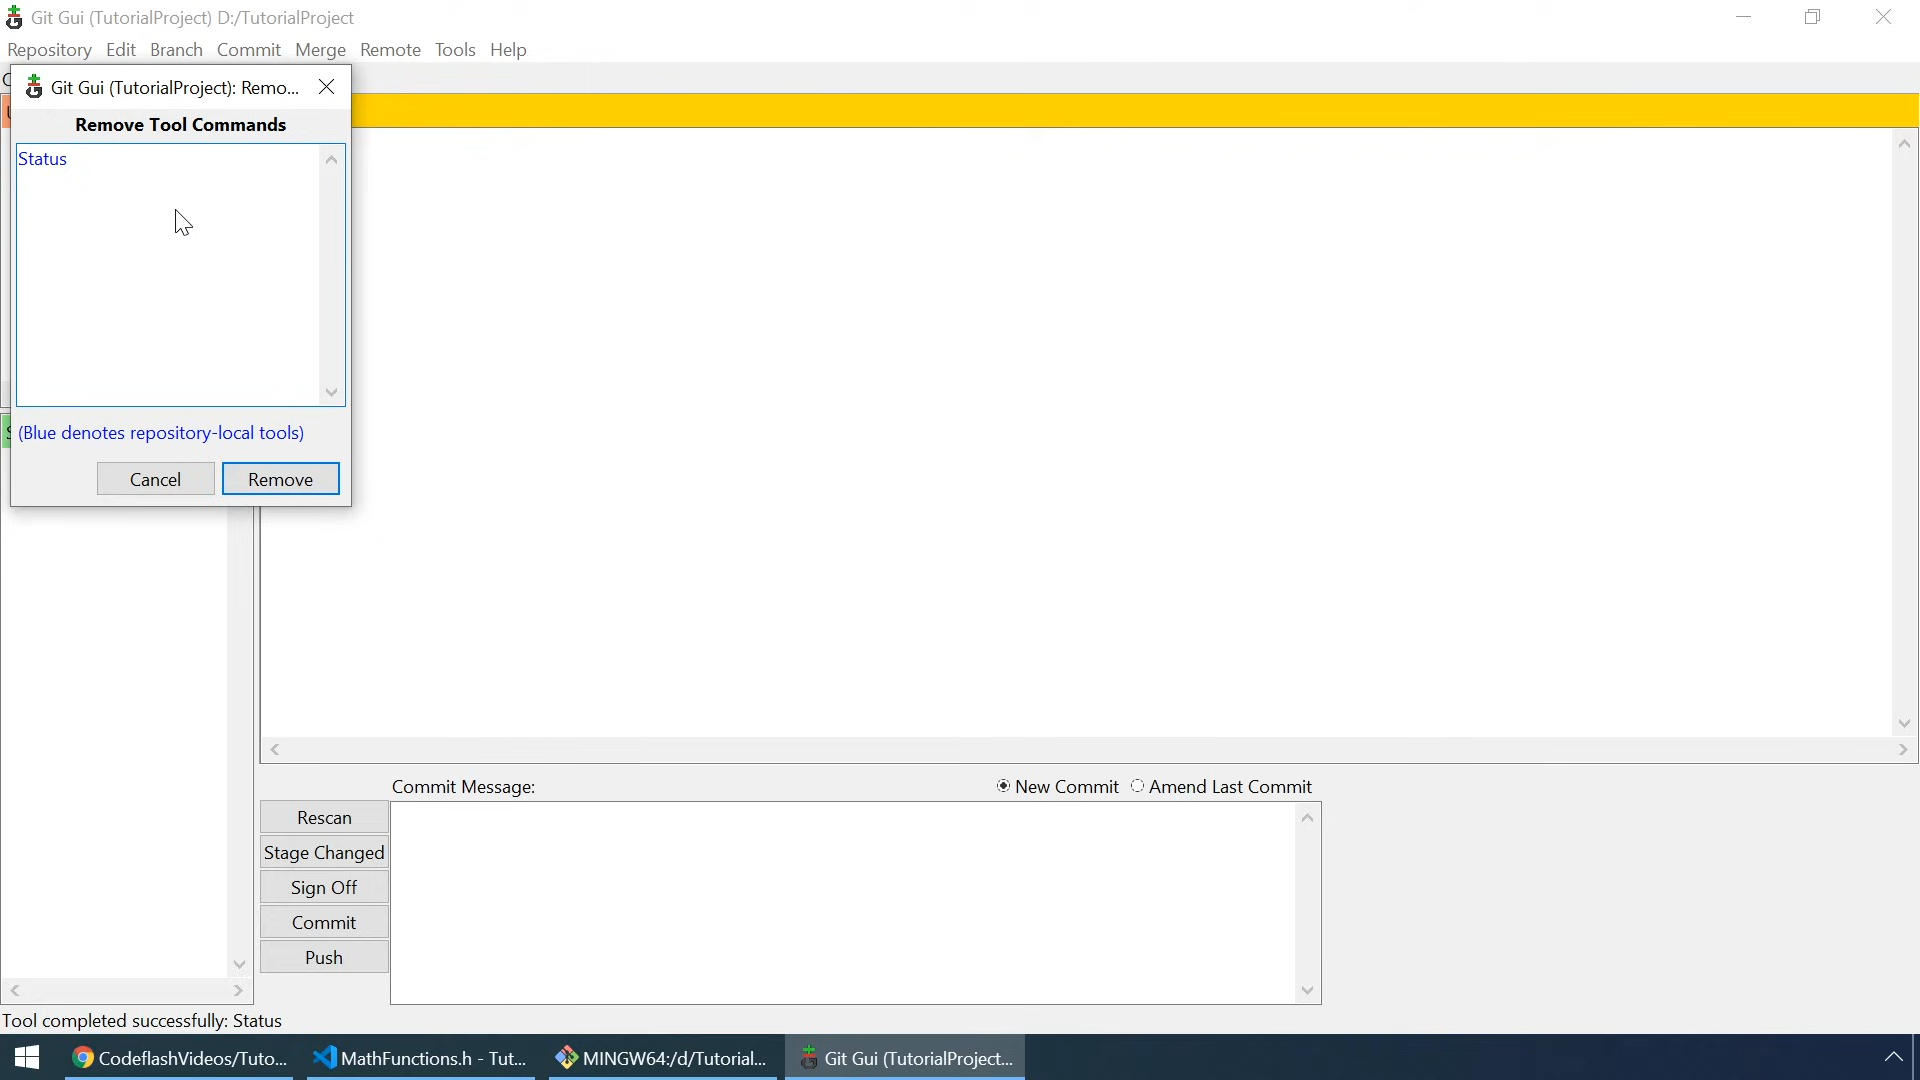 Git Gui (TutorialProject) D:/TutorialProject
Repository Edit Branch Commit Merge Remote Tools Help
Git Gui (TutorialProject): Remo...
Remove Tool Commands
Status
(Blue denotes repository-local tools)
Cancel Remove
Commit Message: New Commit Amend Last Commit
Rescan
Stage Changed
Sign Off
Commit
Push
Tool completed successfully: Status
CodeflashVideos/Tuto... MathFunctions.h - Tut... MINGW64:/d/Tutorial... Git Gui (TutorialProject...